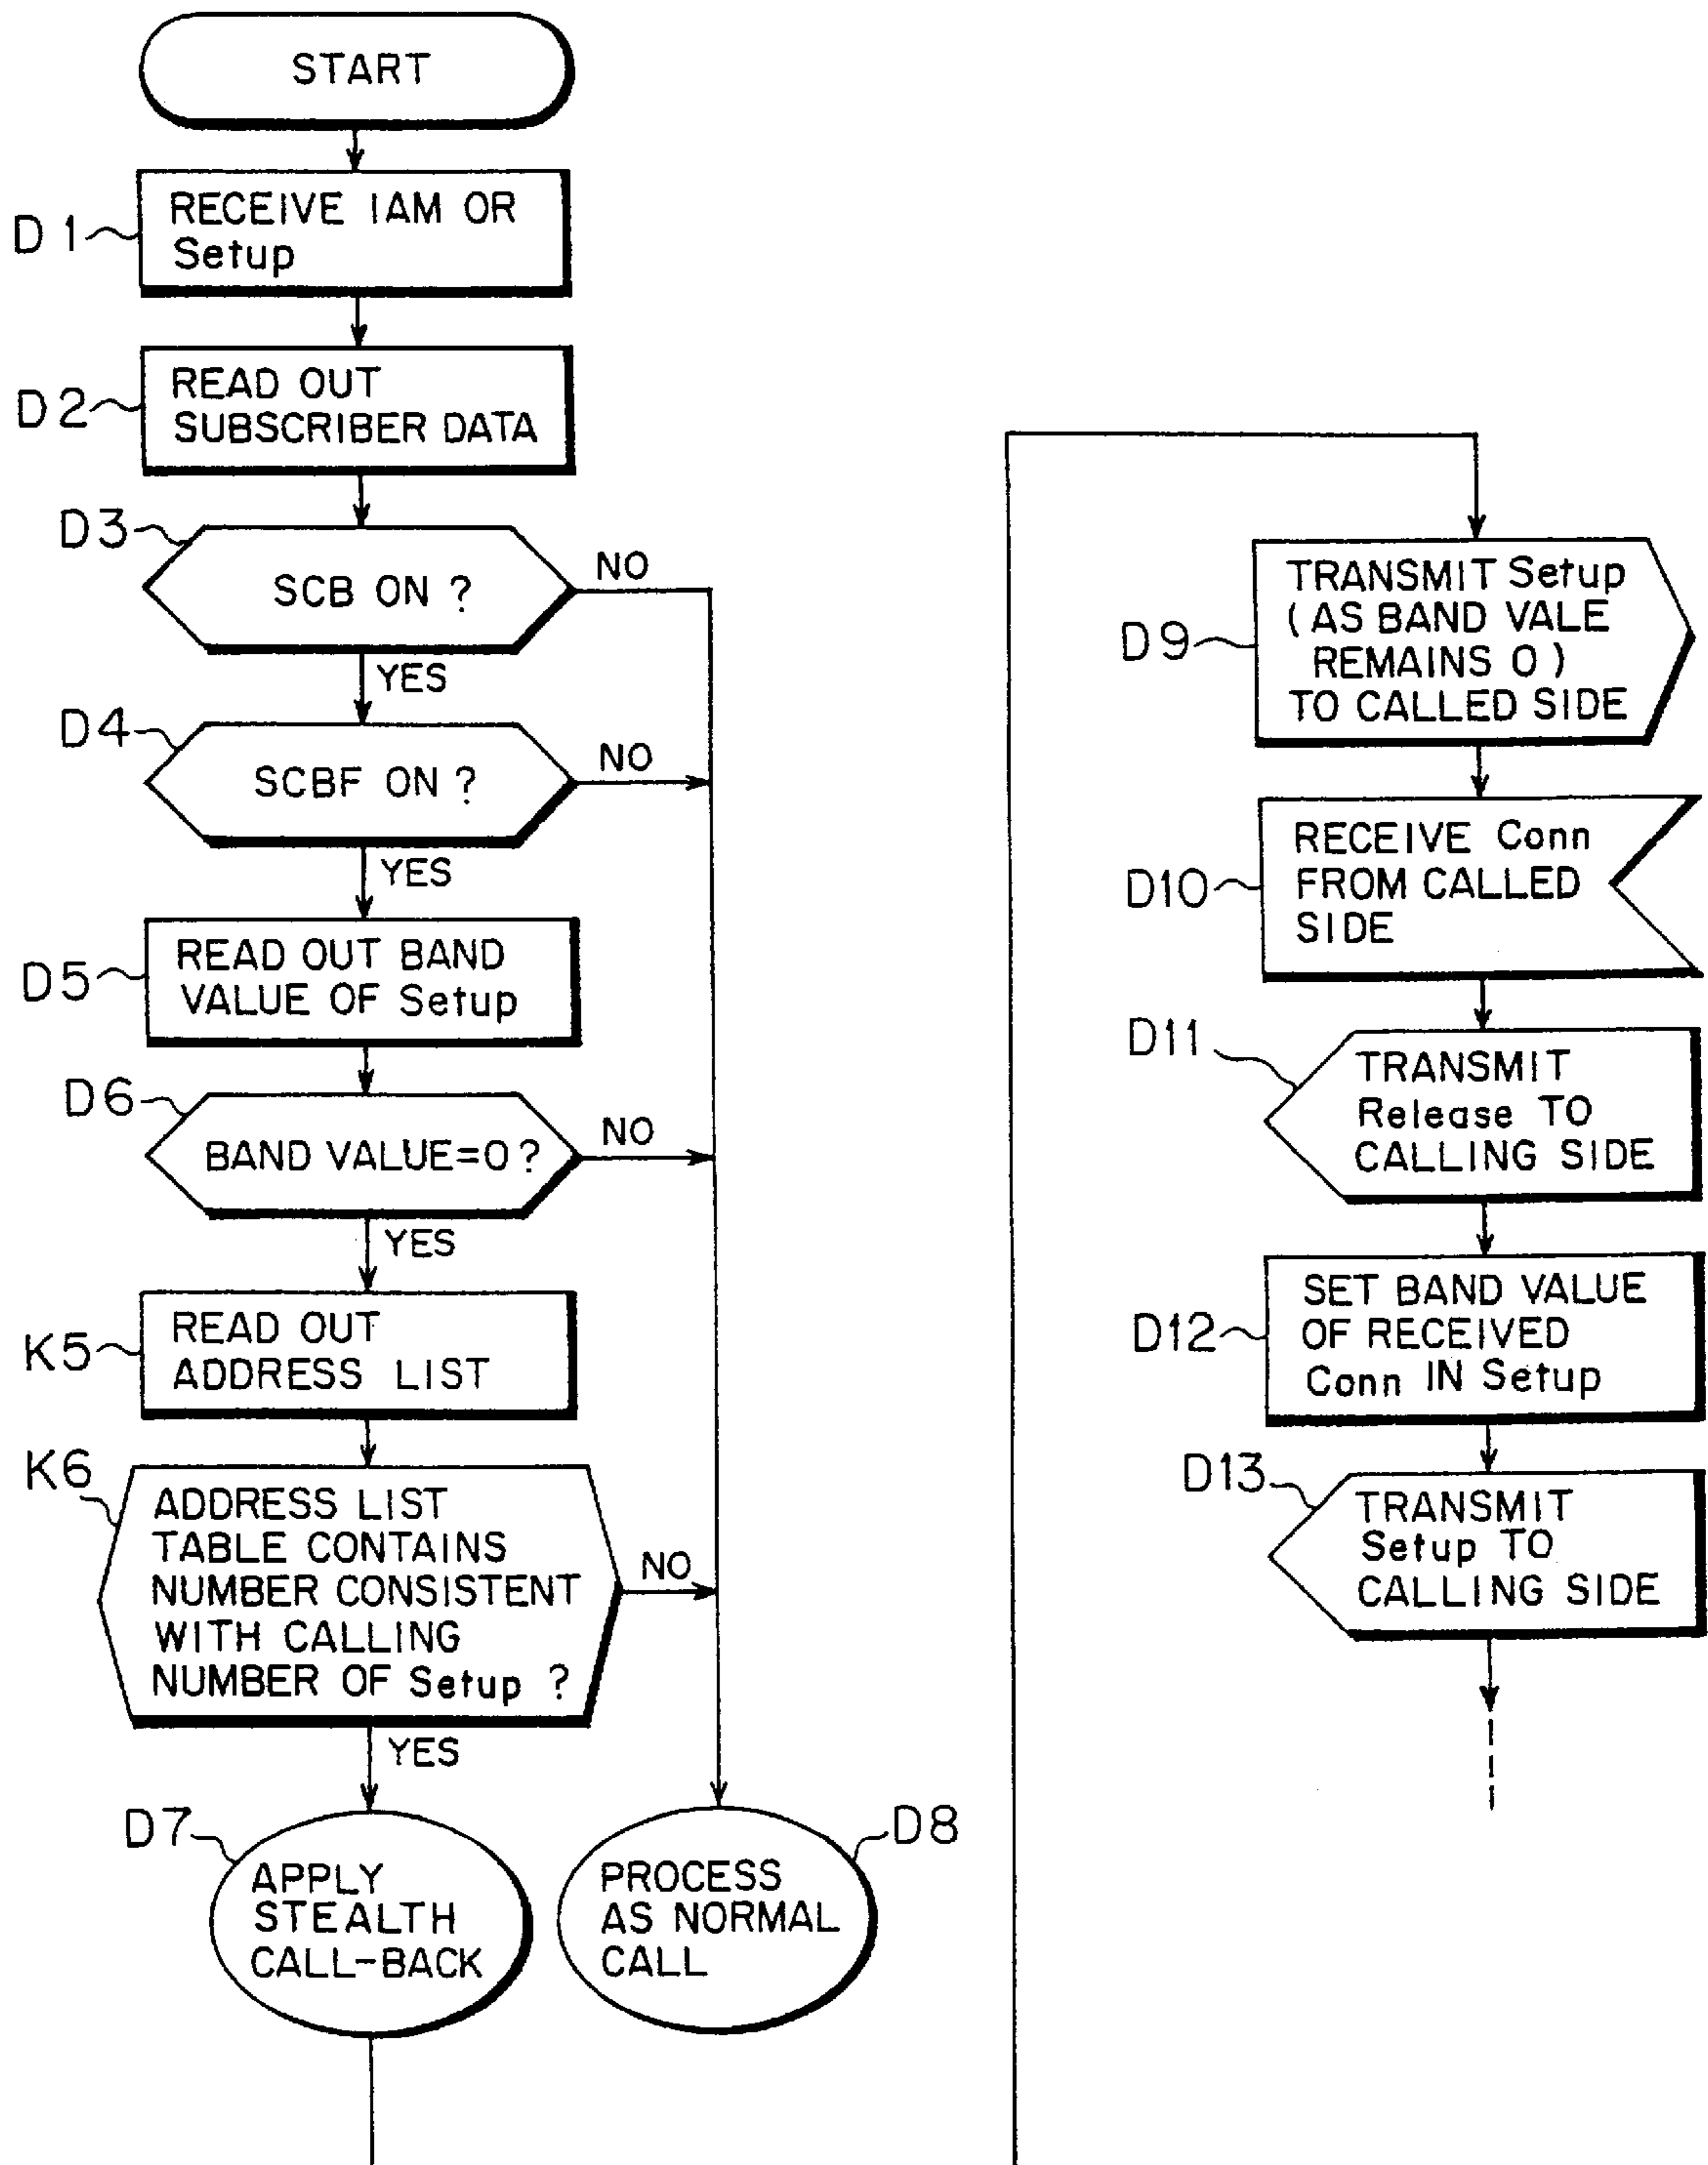 START
D1
RECEIVE IAM OR
Setup
D2
READ OUT
SUBSCRIBER DATA
D3
SCB ON ?
NO
YES
D4
SCBF ON ?
NO
YES
D5
READ OUT BAND
VALUE OF Setup
D6
BAND VALUE=0 ?
NO
YES
K5
READ OUT
ADDRESS LIST
K6
ADDRESS LIST
TABLE CONTAINS
NUMBER CONSISTENT
WITH CALLING
NUMBER OF Setup ?
NO
YES
D7
APPLY
STEALTH
CALL-BACK
D8
PROCESS
AS NORMAL
CALL
D9
TRANSMIT Setup
(AS BAND VALE
REMAINS 0)
TO CALLED SIDE
D10
RECEIVE Conn
FROM CALLED
SIDE
D11
TRANSMIT
Release TO
CALLING SIDE
D12
SET BAND VALUE
OF RECEIVED
Conn IN Setup
D13
TRANSMIT
Setup TO
CALLING SIDE